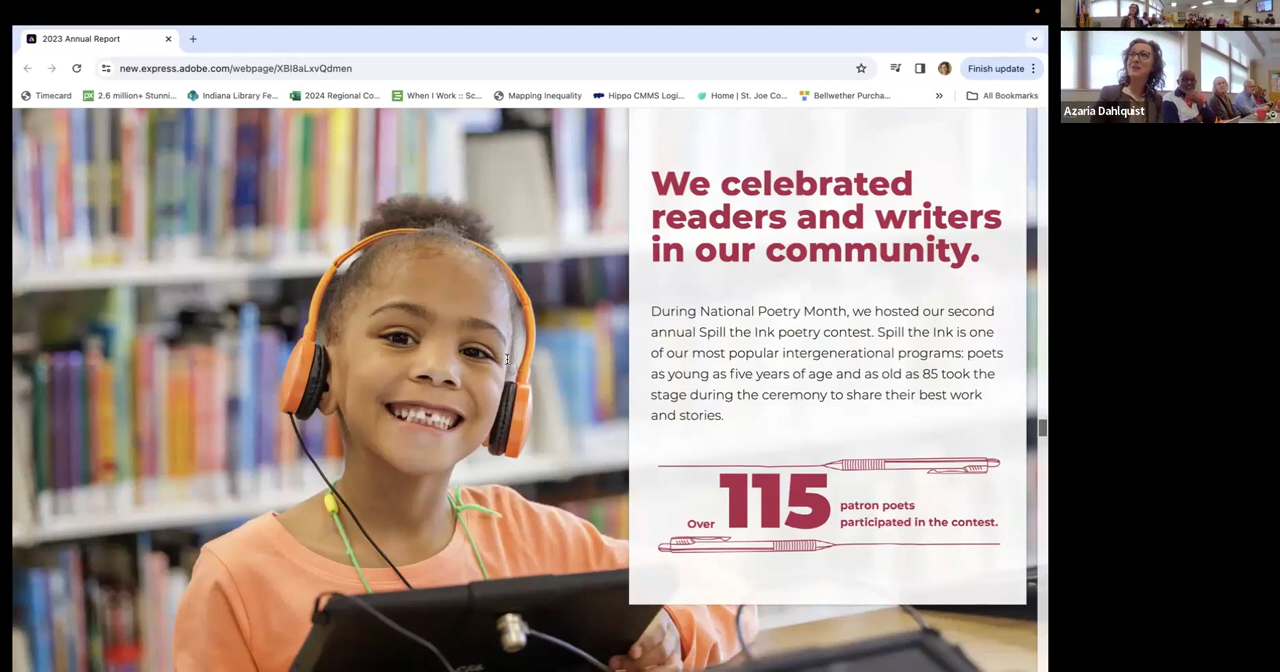 2023 Annual Report
new.express.adobe.com/webpage/XBI8aLxvQdmen
Finish update
Timecard
2.6 million+ Stunni...
Indiana Library Fe...
2024 Regional Co...
When I Work :: Sc...
Mapping Inequality
Hippo CMMS Logi...
Home | St. Joe Co...
Bellwether Purcha...
All Bookmarks
We celebrated
readers and writers
in our community.
During National Poetry Month, we hosted our second
annual Spill the Ink poetry contest. Spill the Ink is one
of our most popular intergenerational programs: poets
as young as five years of age and as old as 85 took the
stage during the ceremony to share their best work
and stories.
Over 115 patron poets
participated in the contest.
Azaria Dahlquist